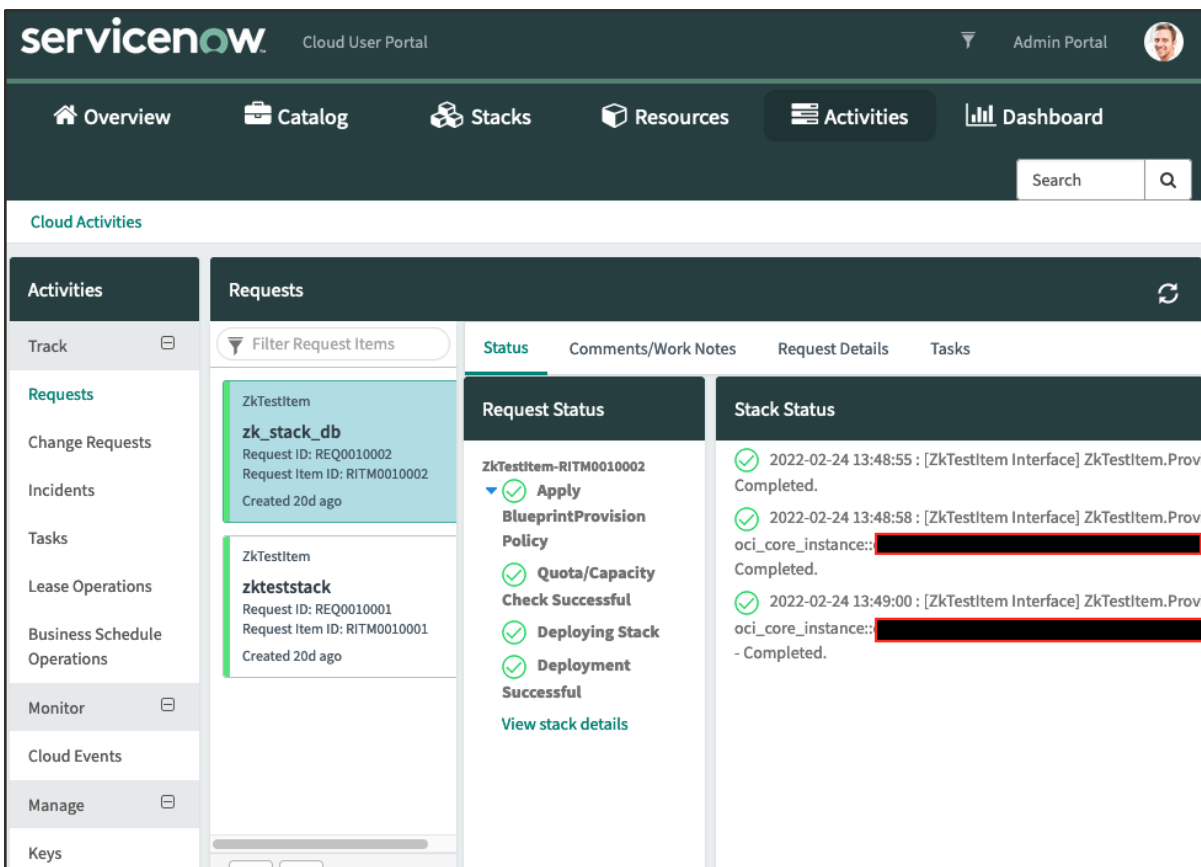 servicenow
Cloud User Portal
Admin Portal
Overview
Catalog
Stacks
Resources
Activities
Dashboard
Search
Cloud Activities
Activities
Track
Requests
Change Requests
Incidents
Tasks
Lease Operations
Business Schedule
Operations
Monitor
Cloud Events
Manage
Keys
Requests
Filter Request Items
ZkTestItem
zk_stack_db
Request ID: REQ0010002
Request Item ID: RITM0010002
Created 20d ago
ZkTestItem
zkteststack
Request ID: REQ0010001
Request Item ID: RITM0010001
Created 20d ago
Status
Comments/Work Notes
Request Details
Tasks
Request Status
ZkTestItem-RITM0010002
Apply
BlueprintProvision
Policy
Quota/Capacity
Check Successful
Deploying Stack
Deployment
Successful
View stack details
Stack Status
2022-02-24 13:48:55 : [ZkTestItem Interface] ZkTestItem.Prov
Completed.
2022-02-24 13:48:58 : [ZkTestItem Interface] ZkTestItem.Prov
oci_core_instance::
Completed.
2022-02-24 13:49:00 : [ZkTestItem Interface] ZkTestItem.Prov
oci_core_instance::
- Completed.